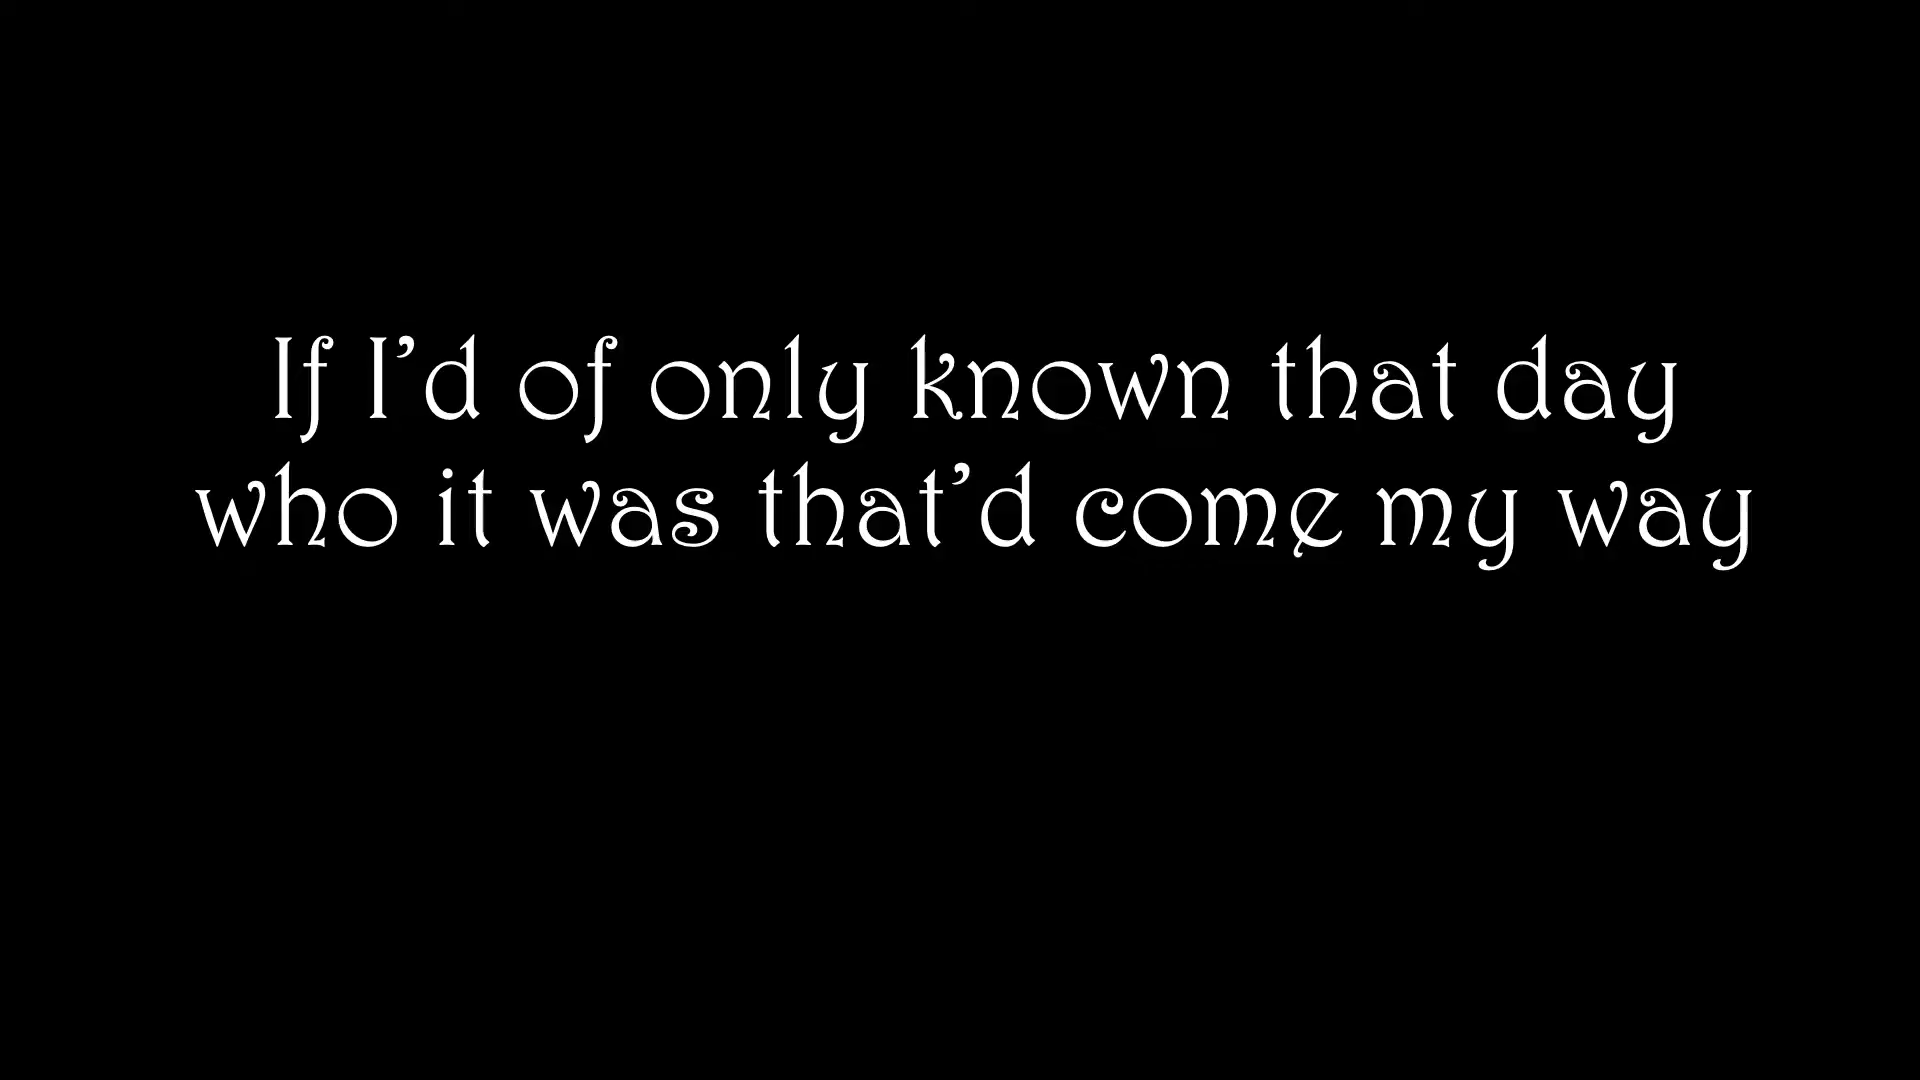 If I’d of only known that day
who it was that’d come my way